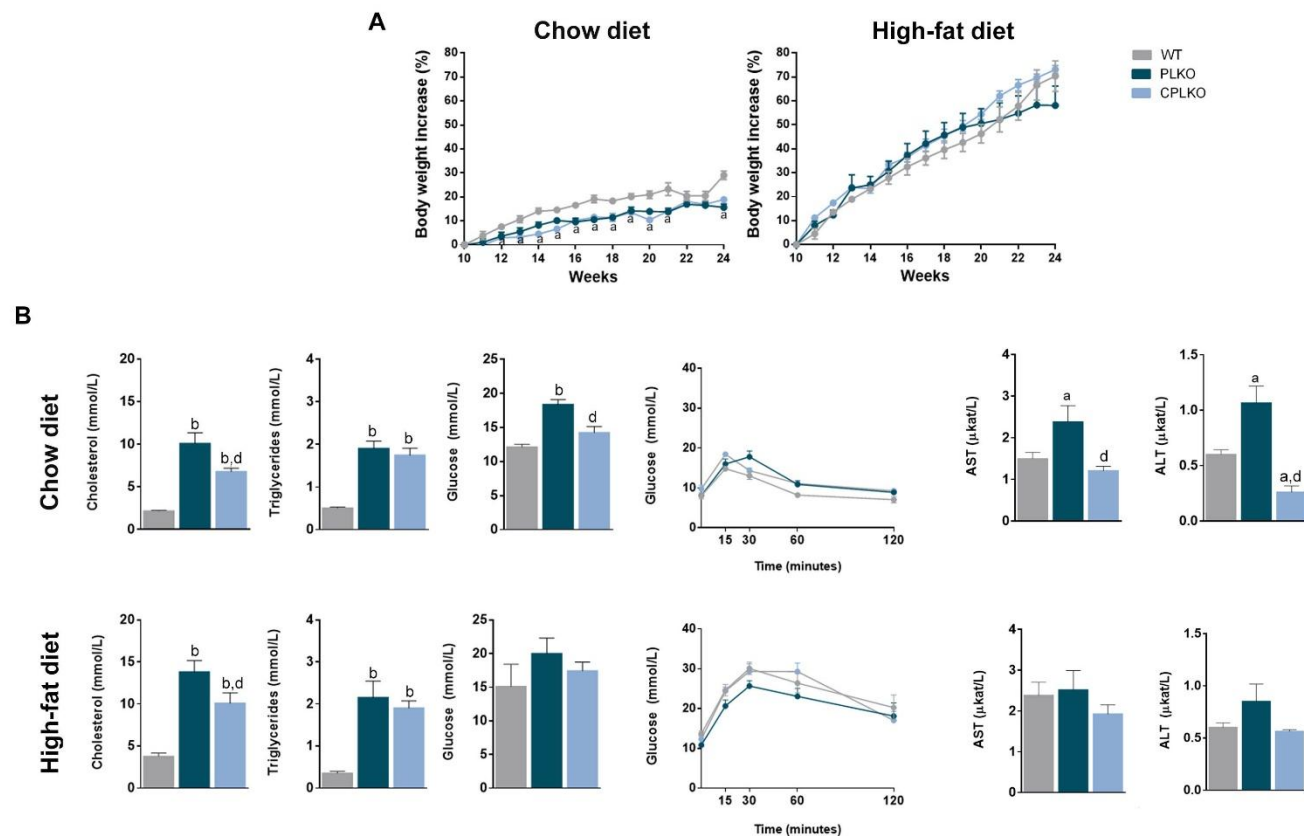 A
Chow diet
High-fat diet
WT
PLKO
CPLKO
Body weight increase (%)
80
70
60
50
40
30
20
10
0
a a a a a a a a a a a
10 12 14 16 18 20 22 24
Weeks
Body weight increase (%)
80
70
60
50
40
30
20
10
0
10 11 12 14 16 18 20 22 24
Weeks
B
Chow diet
Cholesterol (mmol/L)
20
15
10
5
0
b
b,d
Triglycerides (mmol/L)
4
3
2
1
0
b
b
Glucose (mmol/L)
25
20
15
10
5
0
b
d
Glucose (mmol/L)
40
30
20
10
0
15 30 60 120
Time (minutes)
AST (µkat/L)
4
3
2
1
0
a
d
ALT (µkat/L)
1.5
1.0
0.5
0.0
a
a,d
High-fat diet
Cholesterol (mmol/L)
20
15
10
5
0
b
b,d
Triglycerides (mmol/L)
4
3
2
1
0
b
b
Glucose (mmol/L)
25
20
15
10
5
0
Glucose (mmol/L)
40
30
20
10
0
15 30 60 120
Time (minutes)
AST (µkat/L)
4
3
2
1
0
ALT (µkat/L)
1.5
1.0
0.5
0.0